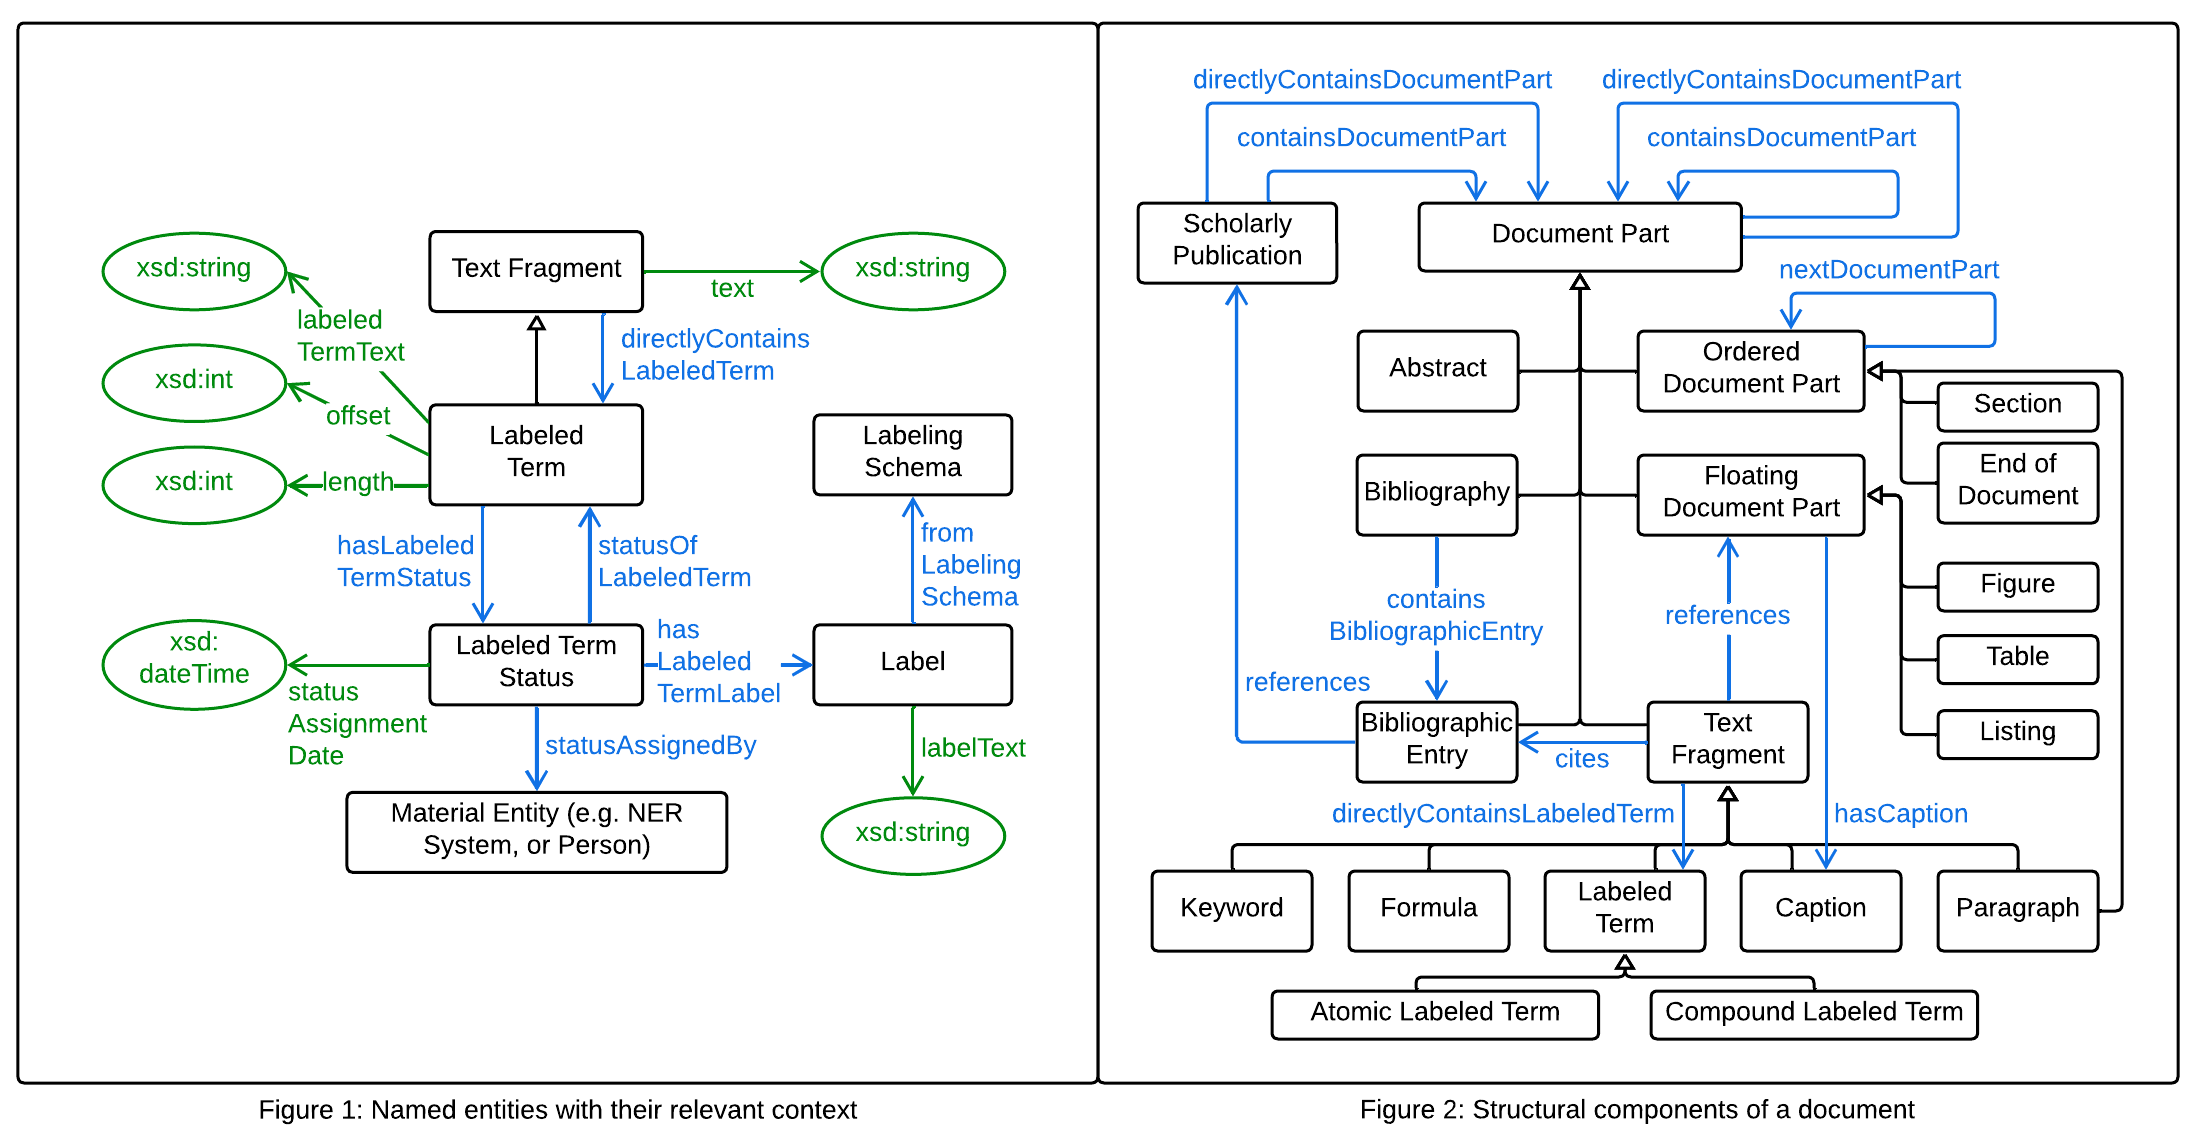 xsd:string
Text Fragment
xsd:string
text
labeled
TermText
directlyContains
LabeledTerm
xsd:int
offset
Labeled
Term
Labeling
Schema
xsd:int
length
hasLabeled
TermStatus
statusOf
LabeledTerm
from
Labeling
Schema
xsd:
dateTime
Labeled Term
Status
has
Labeled
TermLabel
Label
status
Assignment
Date
statusAssignedBy
labelText
Material Entity (e.g. NER
System, or Person)
xsd:string
Figure 1: Named entities with their relevant context
directlyContainsDocumentPart
directlyContainsDocumentPart
containsDocumentPart
containsDocumentPart
Scholarly
Publication
Document Part
nextDocumentPart
Abstract
Ordered
Document Part
Section
End of
Document
Bibliography
Floating
Document Part
Figure
contains
BibliographicEntry
references
Table
references
Bibliographic
Entry
Text
Fragment
Listing
cites
directlyContainsLabeledTerm
hasCaption
Keyword
Formula
Labeled
Term
Caption
Paragraph
Atomic Labeled Term
Compound Labeled Term
Figure 2: Structural components of a document